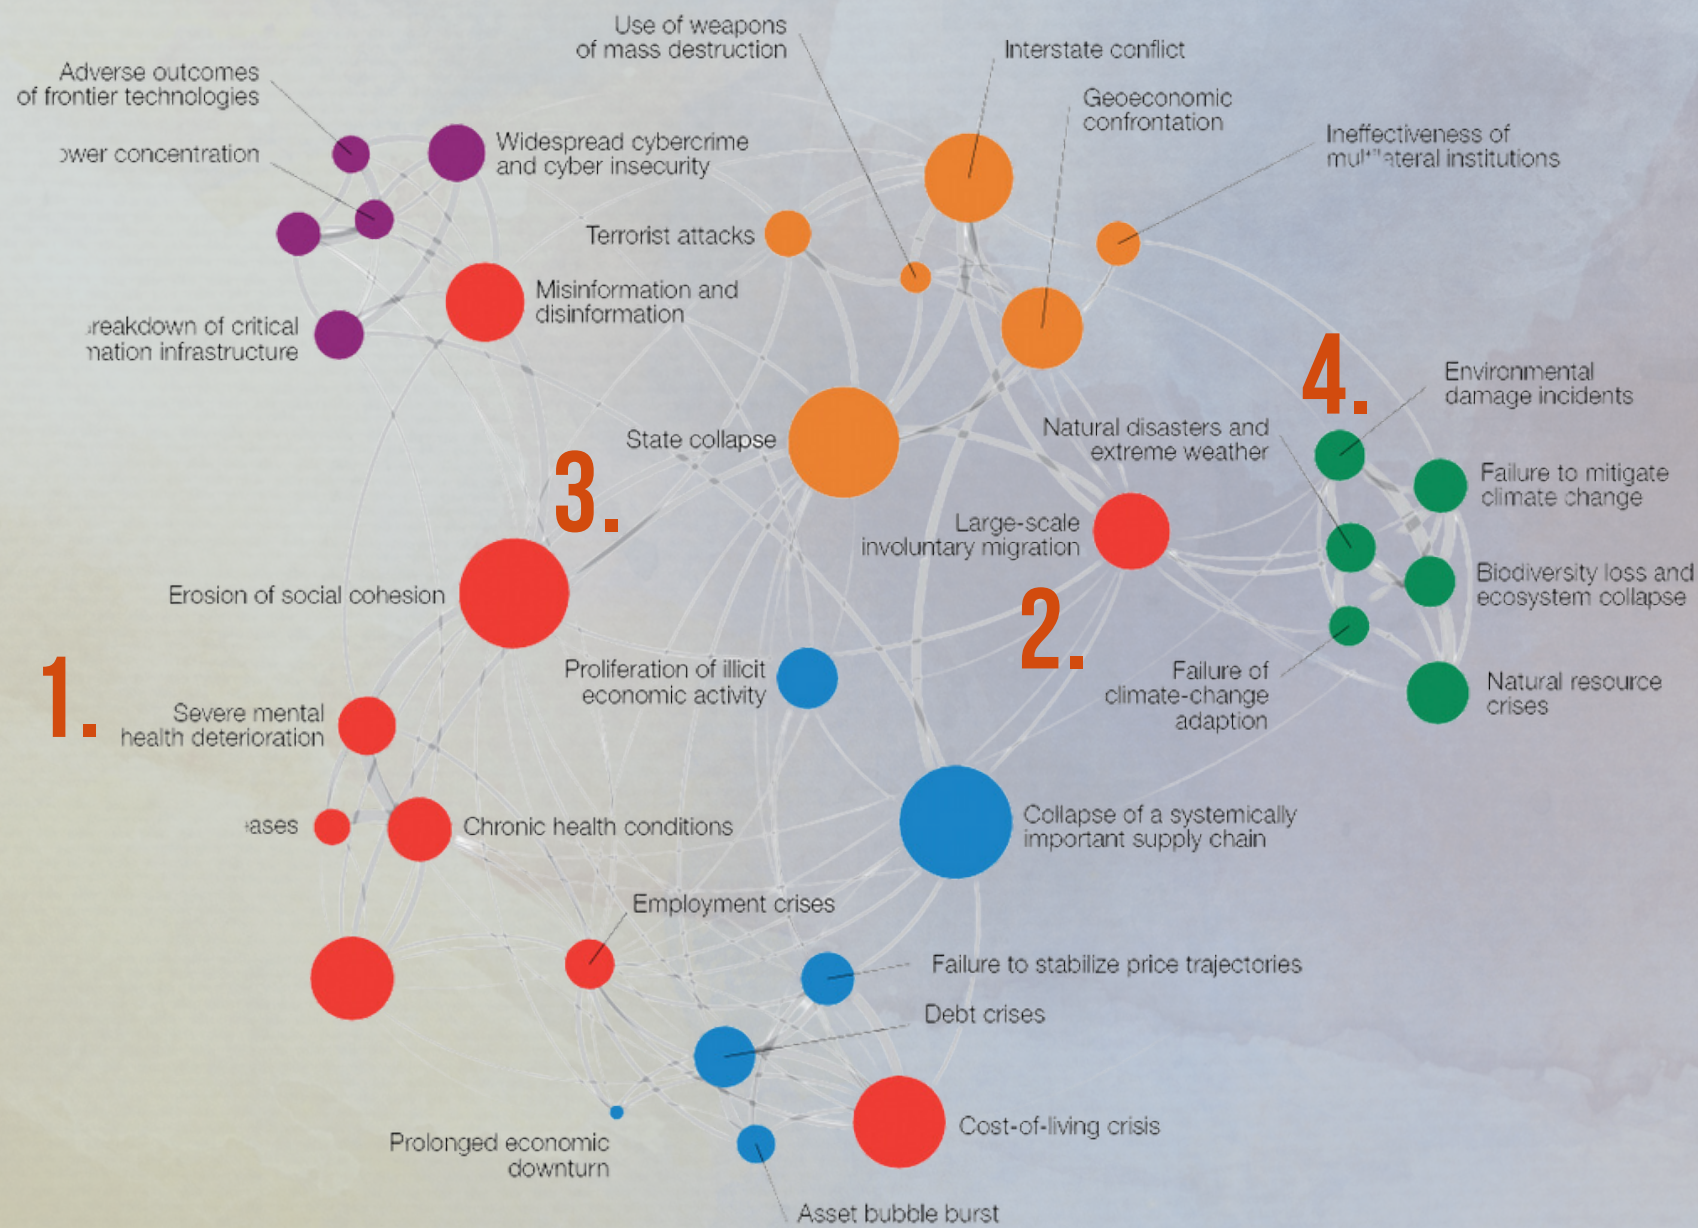 Use of weapons
of mass destruction
Interstate conflict
Adverse outcomes
of frontier technologies
Geoeconomic
confrontation
Widespread cybercrime
and cyber insecurity
concentration
Ineffectiveness of
institutions
Terrorist attacks
Misinformation and
disinformation
of critical
infrastructure
4.
Environmental
damage incidents
State collapse
Natural disasters and
extreme weather
3.
Failure to mitigate
climate change
Large-scale
involuntary migration
Erosion of social cohesion
Biodiversity loss and
ecosystem collapse
2.
1.
Proliferation of illicit
economic activity
Failure of
climate-change
adaption
Natural resource
crises
Severe mental
health deterioration
Chronic health conditions
Collapse of a systemically
important supply chain
Employment crises
Failure to stabilize price trajectories
Debt crises
Cost-of-living crisis
Prolonged economic
downturn
Asset bubble burst